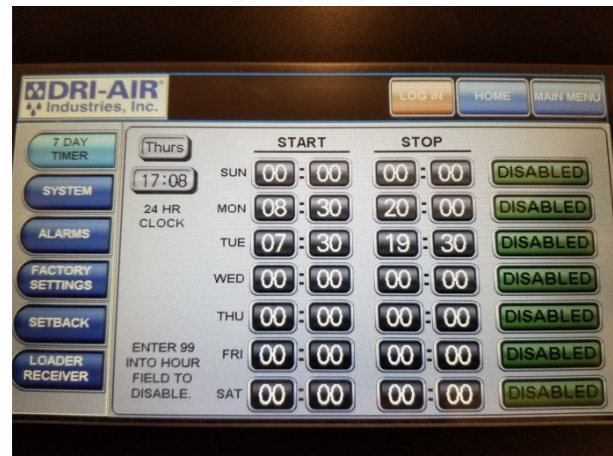 DRI-AIR®
Industries, Inc.
LOG IN HOME MAIN MENU
7 DAY
TIMER
SYSTEM
ALARMS
FACTORY
SETTINGS
SETBACK
LOADER
RECEIVER
Thurs
17:08
24 HR
CLOCK
ENTER 99
INTO HOUR
FIELD TO
DISABLE.
START STOP
SUN 00:00 00:00 DISABLED
MON 08:30 20:00 DISABLED
TUE 07:30 19:30 DISABLED
WED 00:00 00:00 DISABLED
THU 00:00 00:00 DISABLED
FRI 00:00 00:00 DISABLED
SAT 00:00 00:00 DISABLED